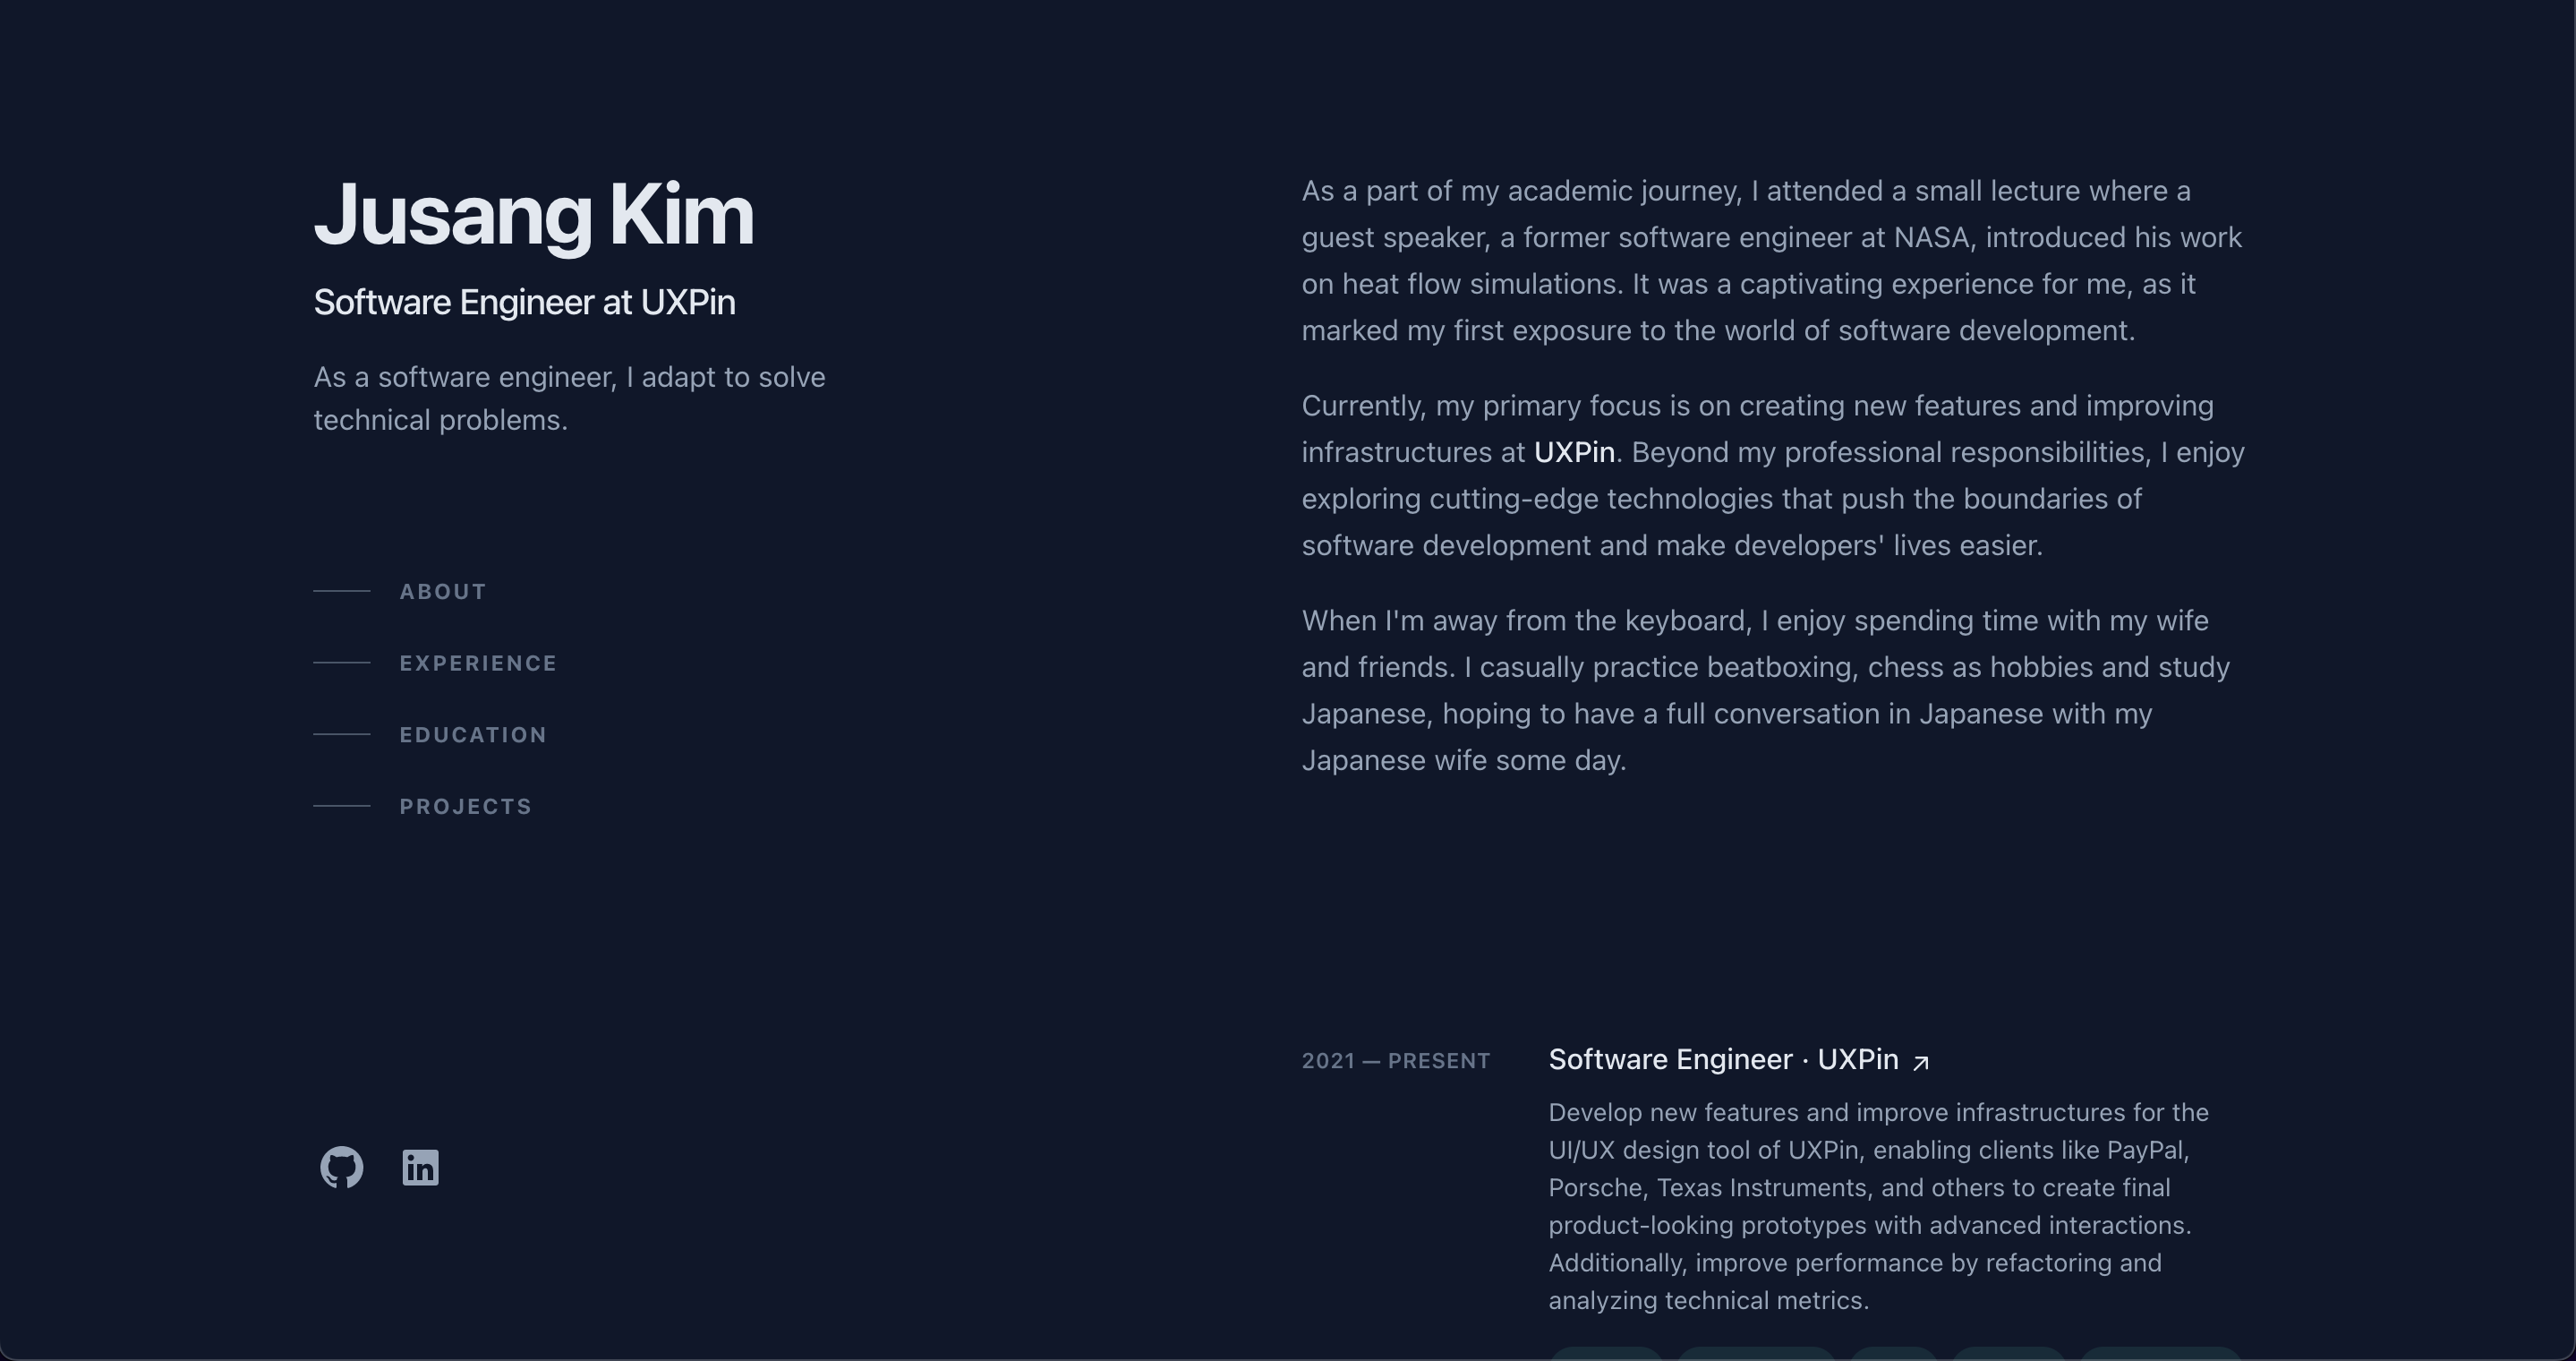 Jusang Kim
Software Engineer at UXPin
As a software engineer, I adapt to solve
technical problems.
ABOUT
EXPERIENCE
EDUCATION
PROJECTS
As a part of my academic journey, I attended a small lecture where a
guest speaker, a former software engineer at NASA, introduced his work
on heat flow simulations. It was a captivating experience for me, as it
marked my first exposure to the world of software development.
Currently, my primary focus is on creating new features and improving
infrastructures at UXPin. Beyond my professional responsibilities, I enjoy
exploring cutting-edge technologies that push the boundaries of
software development and make developers' lives easier.
When I'm away from the keyboard, I enjoy spending time with my wife
and friends. I casually practice beatboxing, chess as hobbies and study
Japanese, hoping to have a full conversation in Japanese with my
Japanese wife some day.
2021 — PRESENT
Software Engineer · UXPin
Develop new features and improve infrastructures for the
UI/UX design tool of UXPin, enabling clients like PayPal,
Porsche, Texas Instruments, and others to create final
product-looking prototypes with advanced interactions.
Additionally, improve performance by refactoring and
analyzing technical metrics.
in